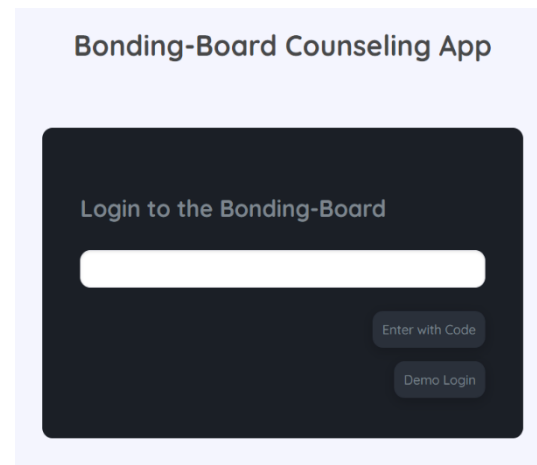 Bonding-Board Counseling App
Login to the Bonding-Board
Enter with Code
Demo Login